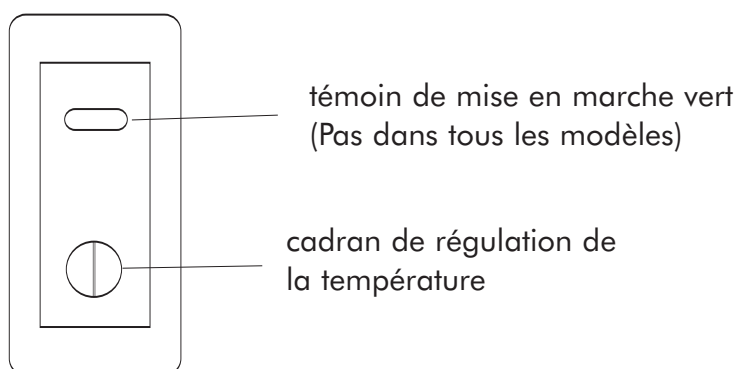 témoin de mise en marche vert
(Pas dans tous les modèles)
cadran de régulation de
la température